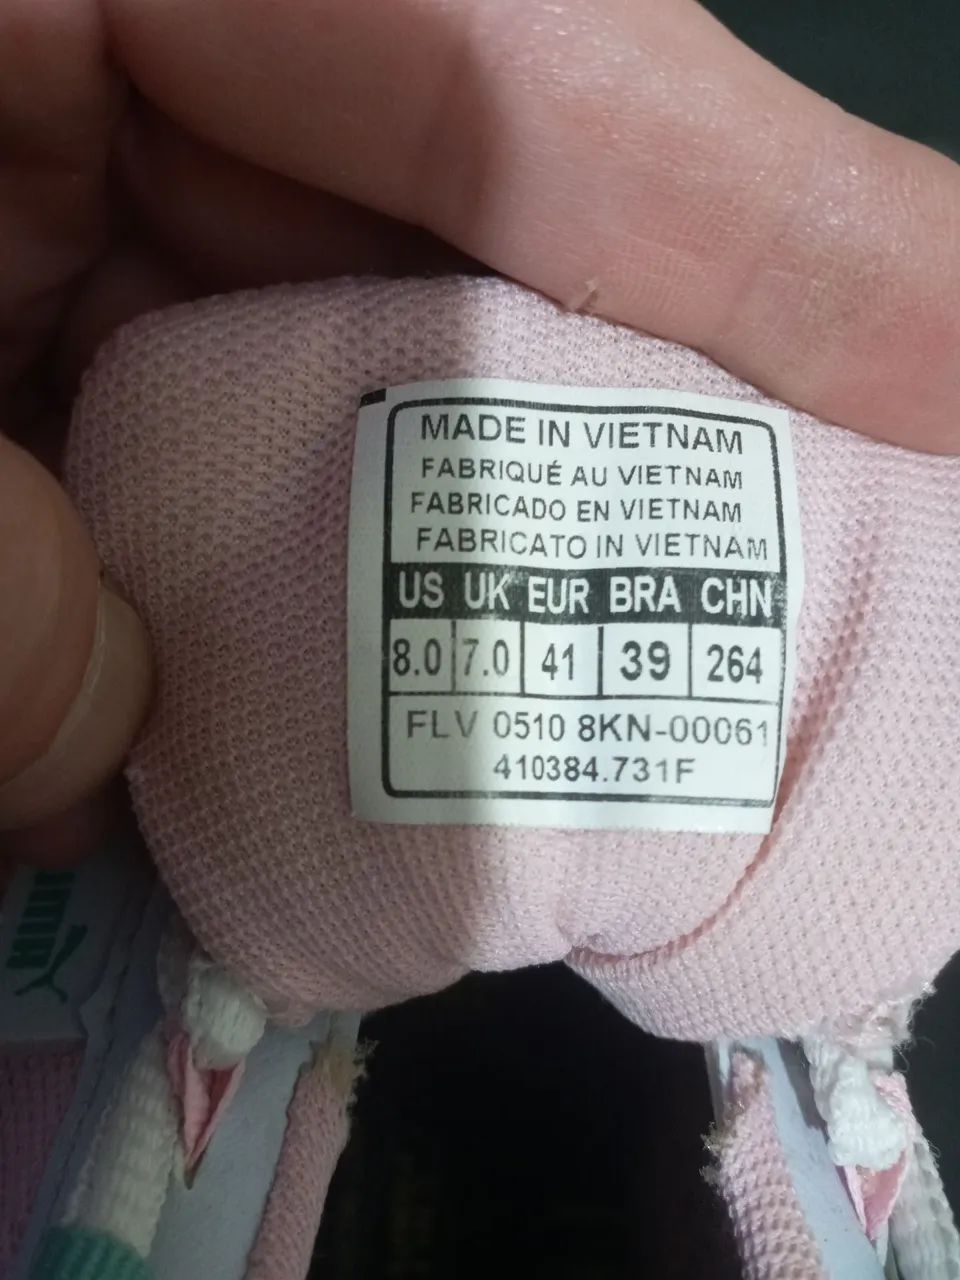 MADE IN VIETNAM
FABRIQUÉ AU VIETNAM
FABRICADO EN VIETNAM
FABRICATO IN VIETNAM
US UK EUR BRA CHN
8.0 7.0 41 39 264
FLV 0510 8KN-00061
410384.731F